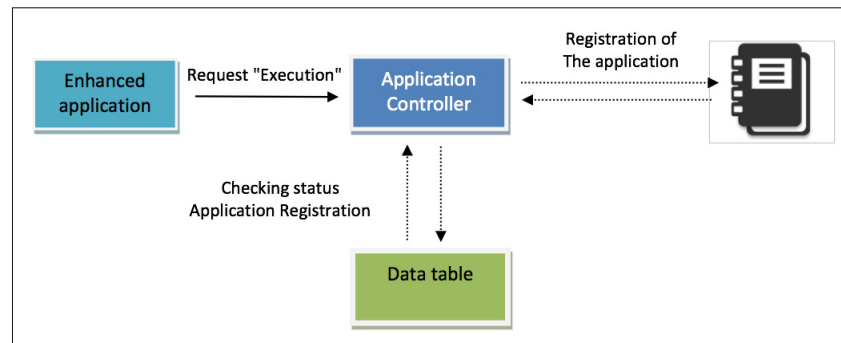 Enhanced
application
Request "Execution"
Application
Controller
Registration of
The application
Checking status
Application Registration
Data table